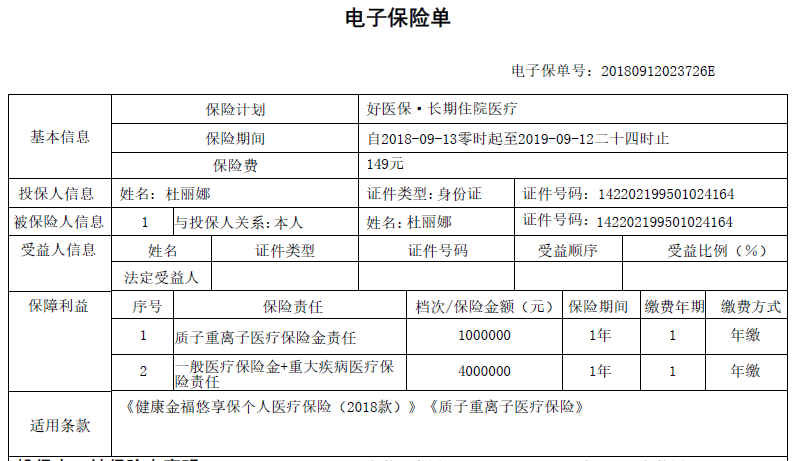 电子保险单
电子保单号：20180912023726E
基本信息
保险计划 好医保·长期住院医疗
保险期间 自2018-09-13零时起至2019-09-12二十四时止
保险费 149元
投保人信息 姓名：杜丽娜 证件类型：身份证 证件号码：142202199501024164
被保险人信息 1 与投保人关系：本人 姓名：杜丽娜 证件号码：142202199501024164
受益人信息 姓名 证件类型 证件号码 受益顺序 受益比例（%）
法定受益人
保障利益 序号 保险责任 档次/保险金额（元） 保险期间 缴费年期 缴费方式
1 质子重离子医疗保险金责任 1000000 1年 1 年缴
2 一般医疗保险金+重大疾病医疗保险责任 4000000 1年 1 年缴
适用条款 《健康金福悠享保个人医疗保险（2018款）》《质子重离子医疗保险》